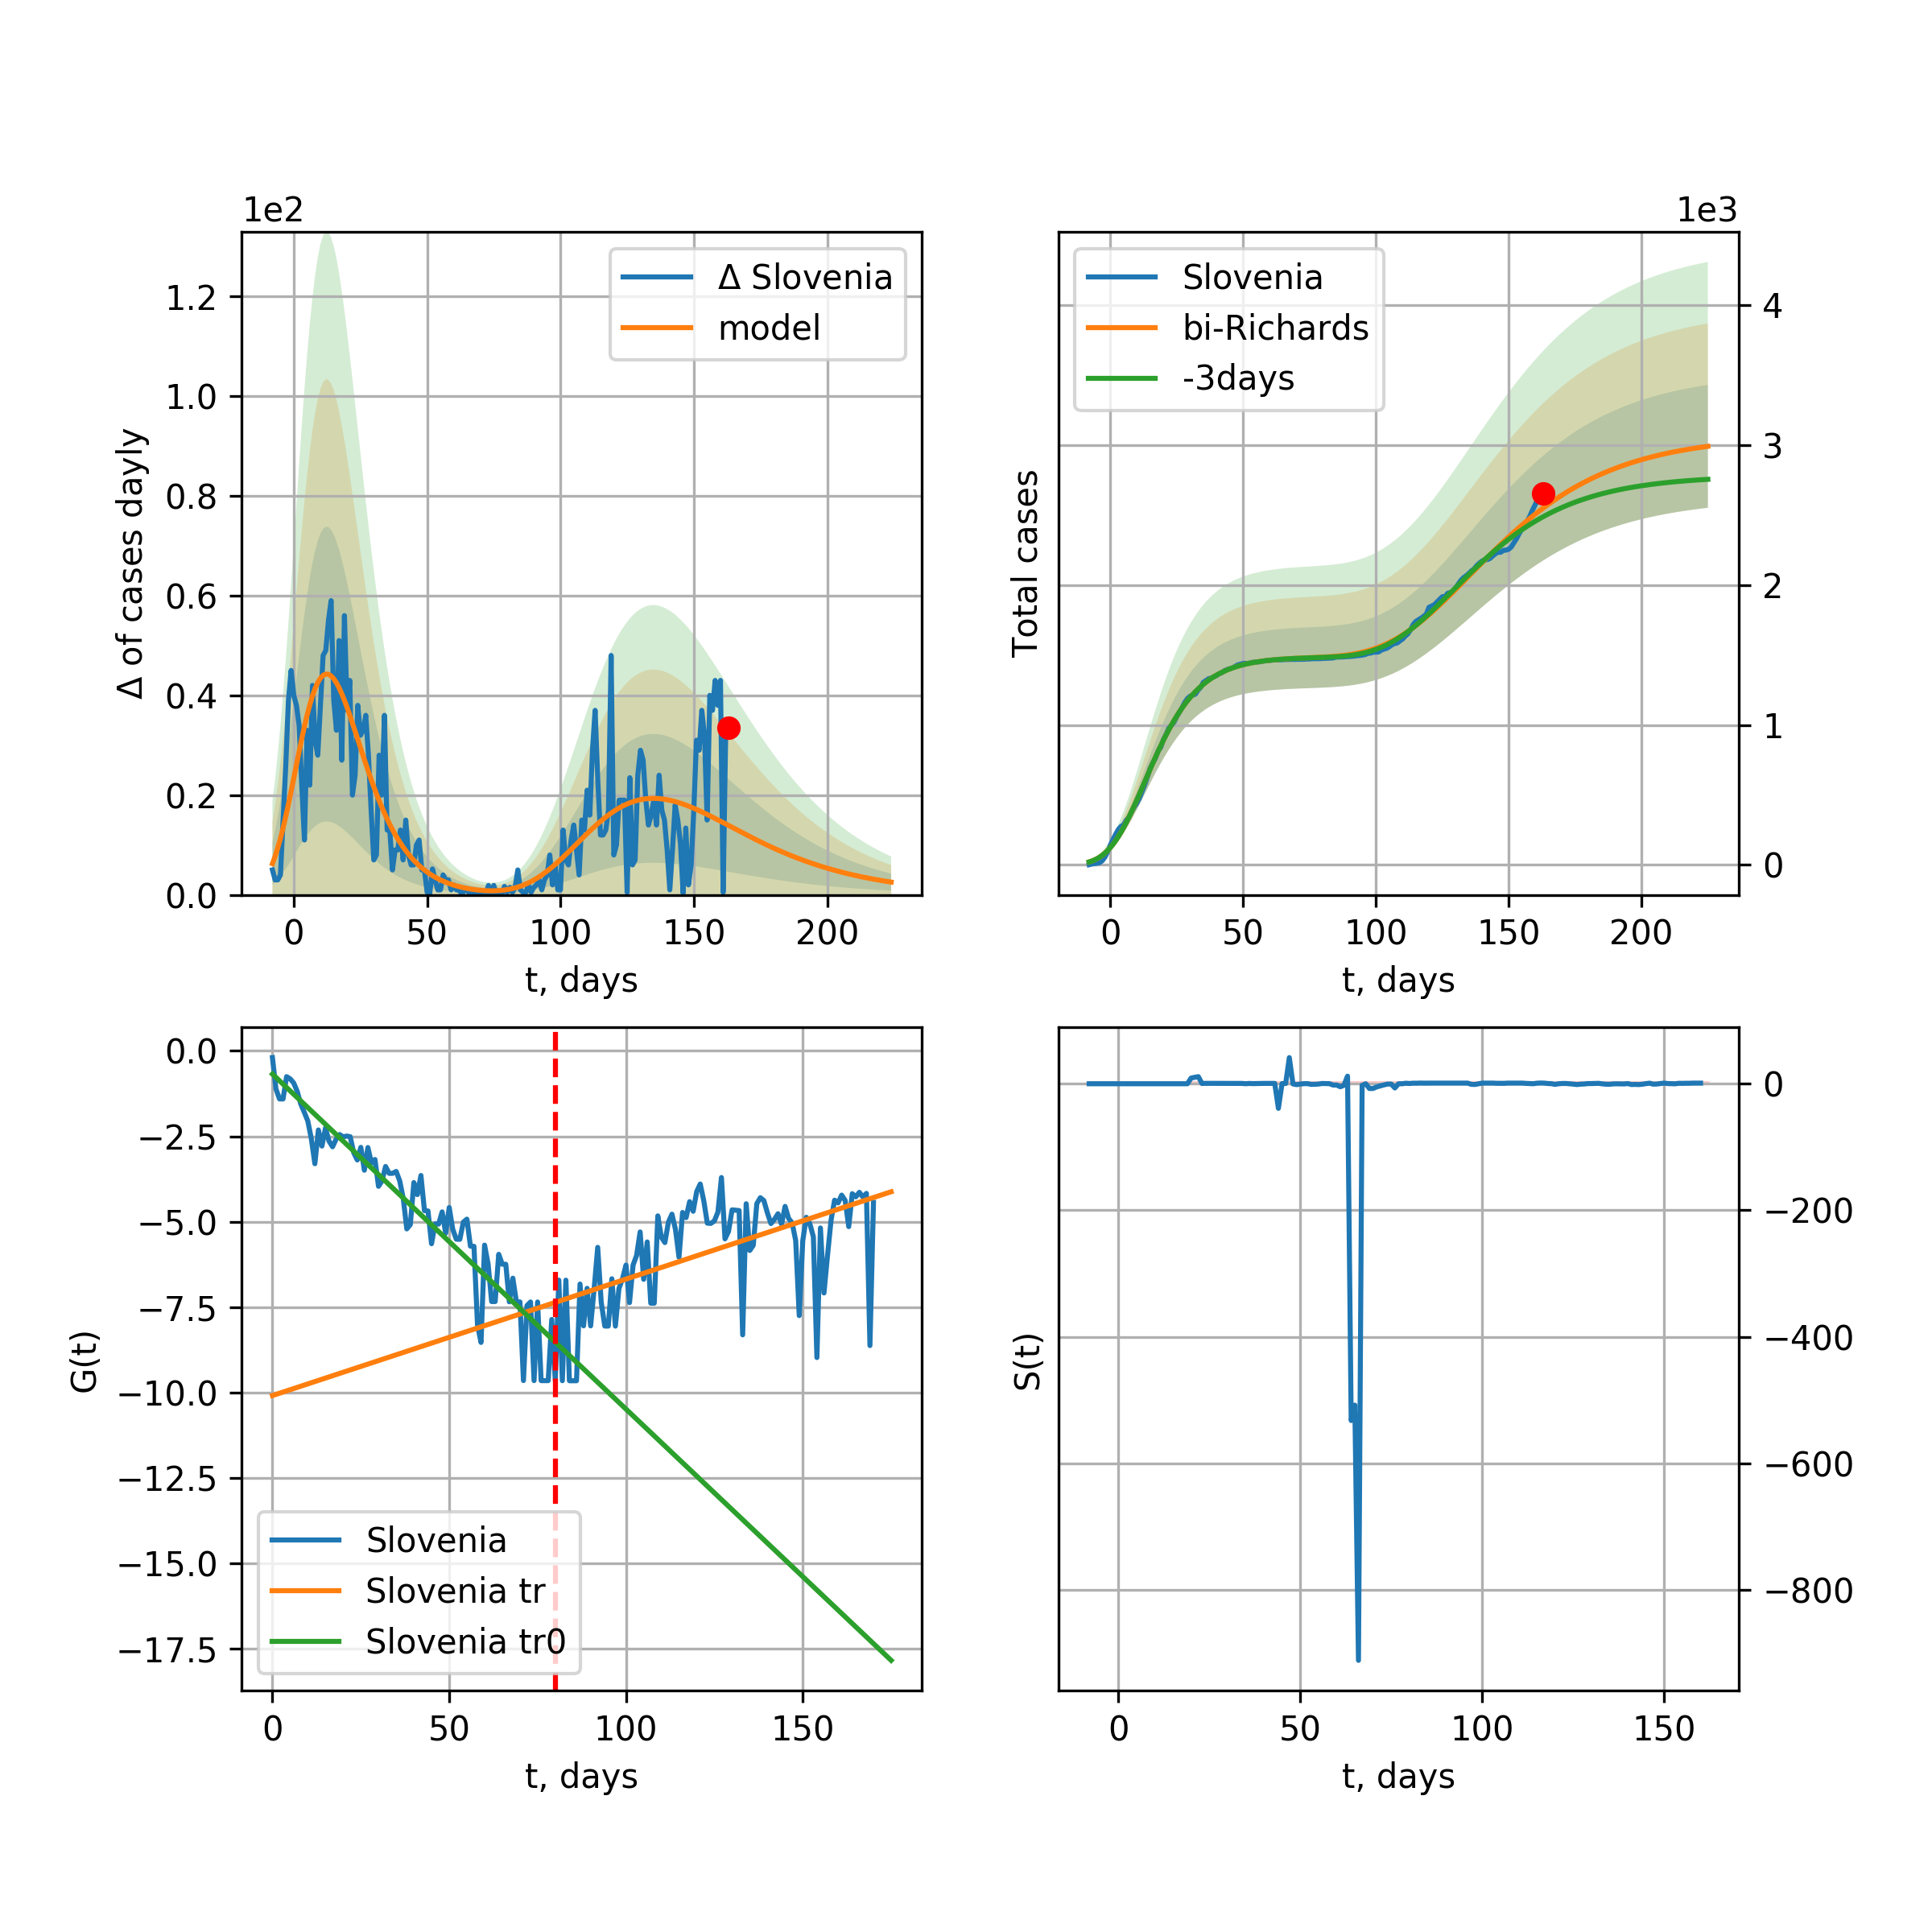 1e2
Δ of cases dayly
1.2
1.0
0.8
0.6
0.4
0.2
0.0
Δ Slovenia
model
0 50 100 150 200
t, days
1e3
Slovenia
bi-Richards
-3days
Total cases
4
3
2
1
0
0 50 100 150 200
t, days
G(t)
0.0
−2.5
−5.0
−7.5
−10.0
−12.5
−15.0
−17.5
Slovenia
Slovenia tr
Slovenia tr0
0 50 100 150
t, days
S(t)
0
−200
−400
−600
−800
0 50 100 150
t, days